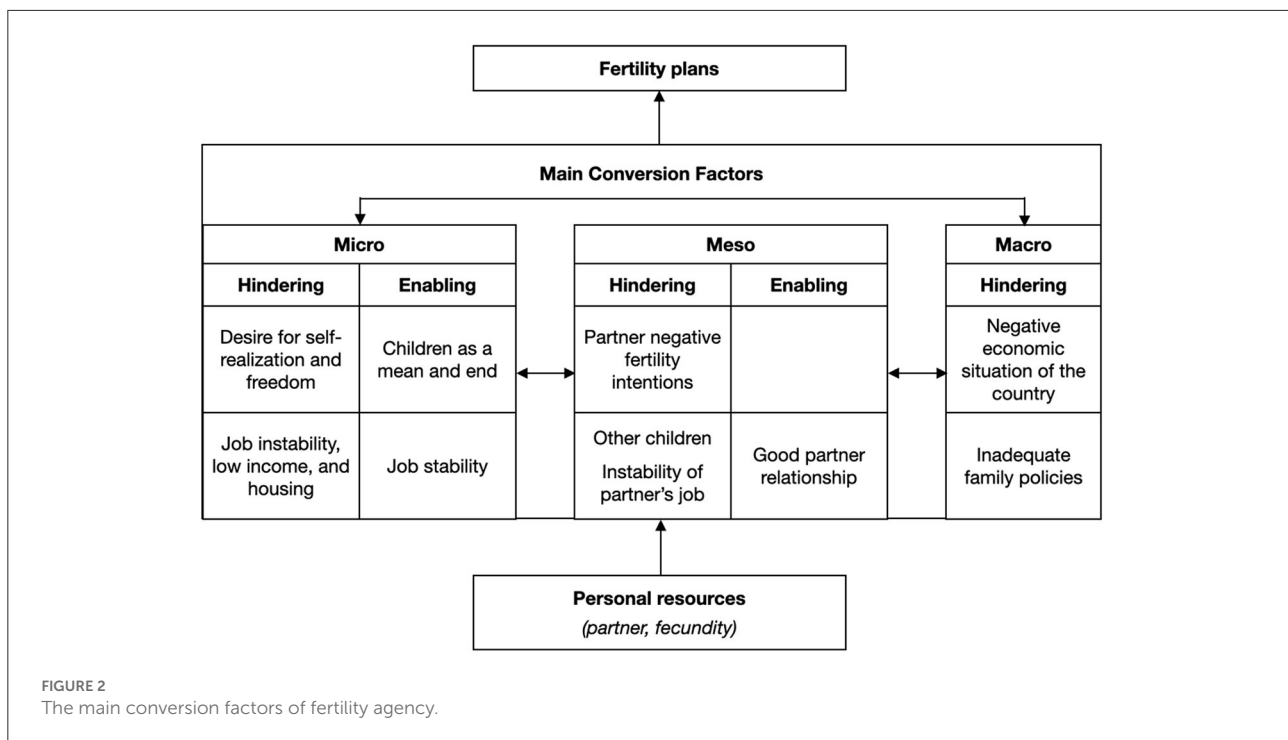 Fertility plans
Main Conversion Factors
Micro
Meso
Macro
Hindering
Enabling
Hindering
Enabling
Hindering
Desire for self-
realization and
freedom
Children as a
mean and end
Partner negative
fertility
intentions
Negative
economic
situation of the
country
Job instability,
low income, and
housing
Job stability
Other children
Instability of
partner's job
Good partner
relationship
Inadequate
family policies
Personal resources
(partner, fecundity)
FIGURE 2
The main conversion factors of fertility agency.